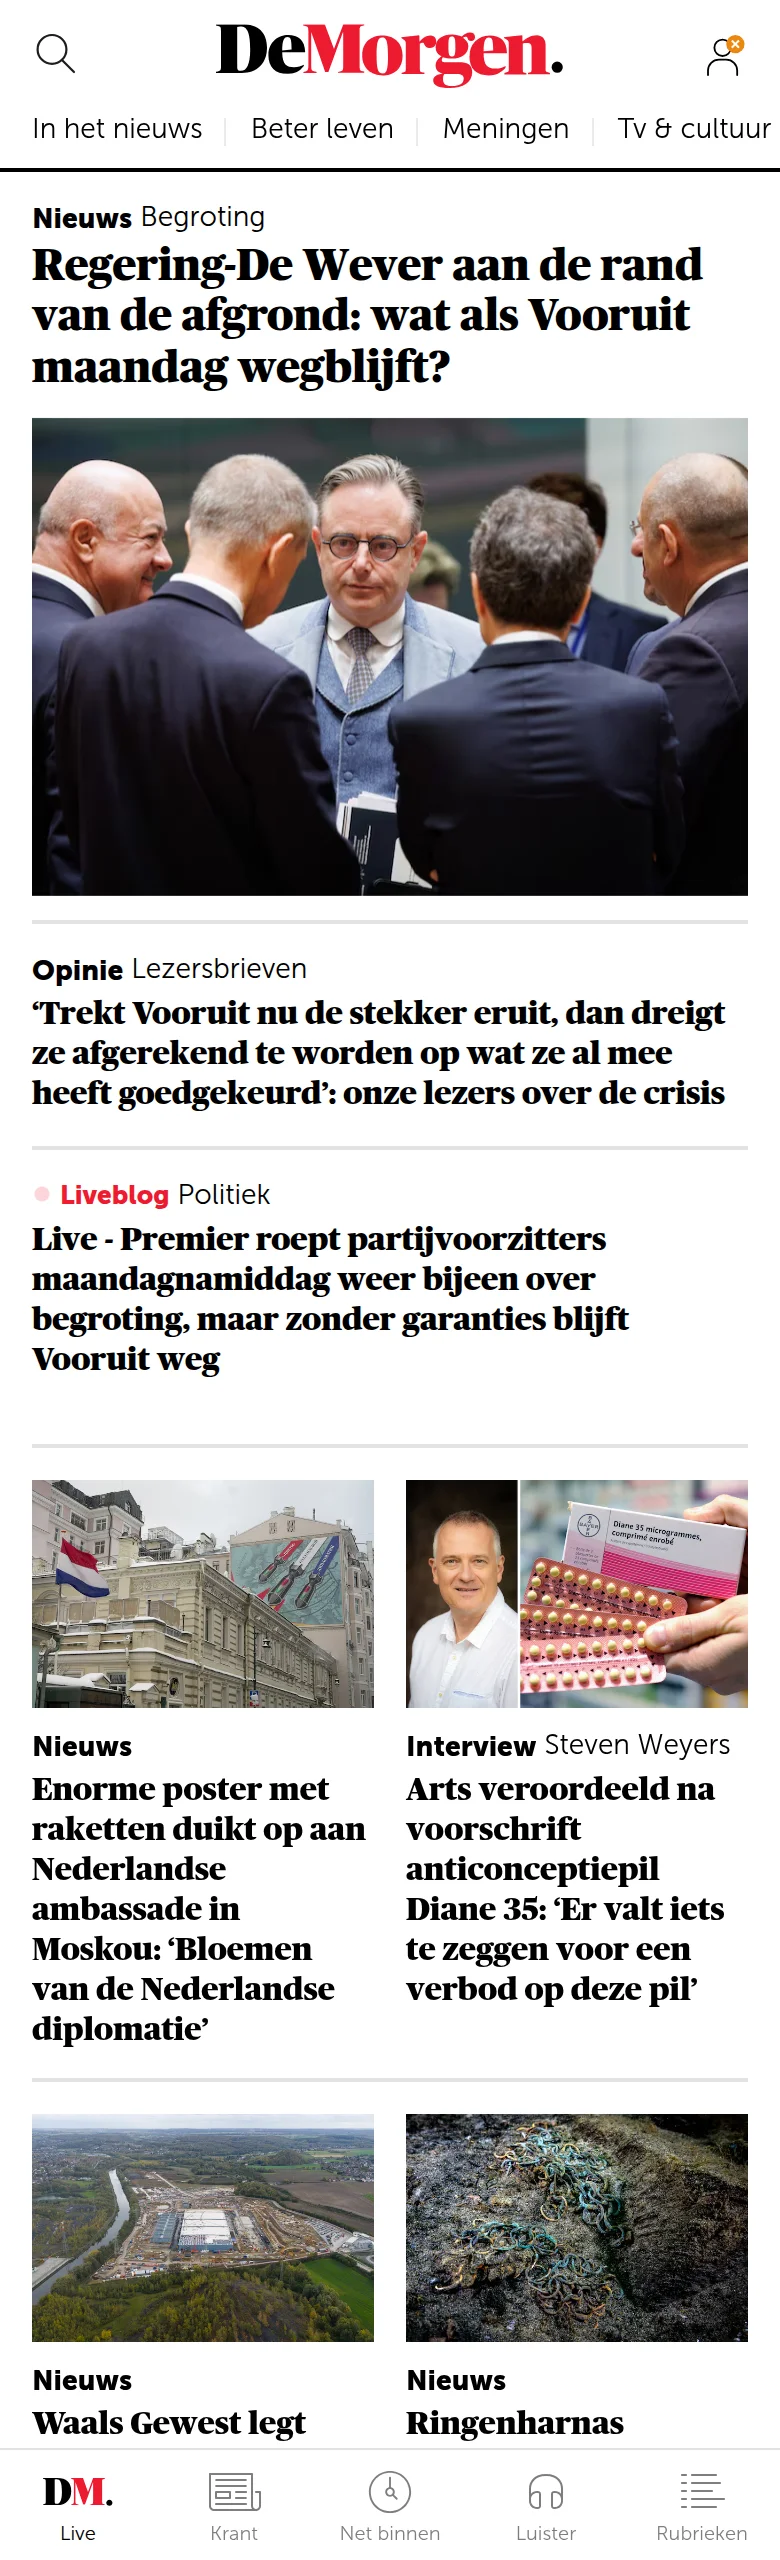 DeMorgen.
In het nieuws
Beter leven
Meningen
Tv & cultuur
Nieuws Begroting
Regering-De Wever aan de rand
van de afgrond: wat als Vooruit
maandag wegblijft?
Opinie Lezersbrieven
‘Trekt Vooruit nu de stekker eruit, dan dreigt
ze afgerekend te worden op wat ze al mee
heeft goedgekeurd’: onze lezers over de crisis
Liveblog Politiek
Live - Premier roept partijvoorzitters
maandagnamiddag weer bijeen over
begroting, maar zonder garanties blijft
Vooruit weg
Diane 35 microgrammes,
comprimé enrobé
Nieuws
Enorme poster met
raketten duikt op aan
Nederlandse
ambassade in
Moskou: ‘Bloemen
van de Nederlandse
diplomatie’
Interview Steven Weyers
Arts veroordeeld na
voorschrift
anticonceptiepil
Diane 35: ‘Er valt iets
te zeggen voor een
verbod op deze pil’
Nieuws
Waals Gewest legt
Nieuws
Ringenharnas
DM.
Live
Krant
Net binnen
Luister
Rubrieken